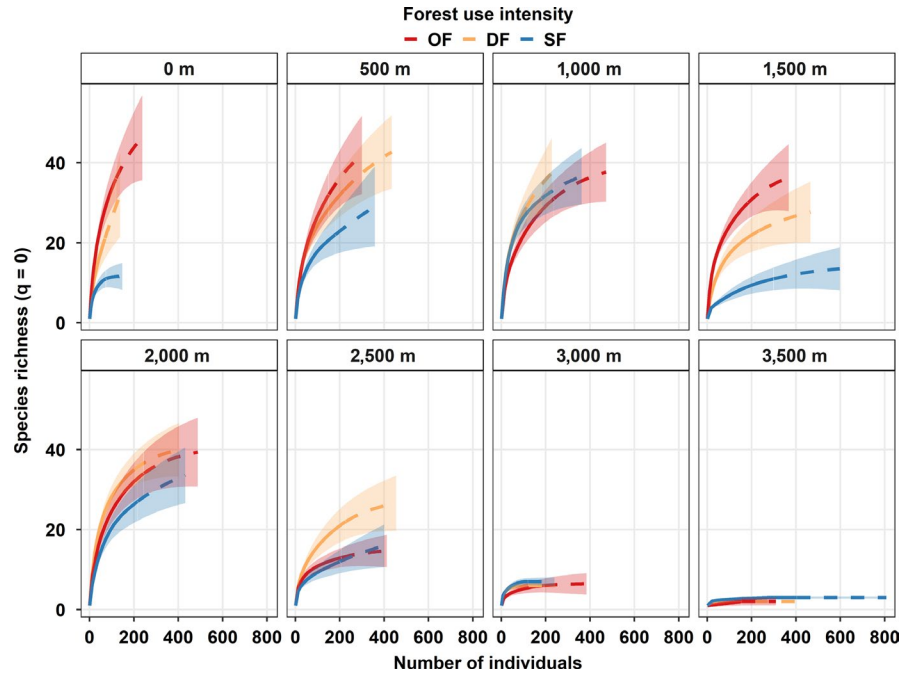 Forest use intensity
OF DF SF
0 m 500 m 1,000 m 1,500 m
40
20
0
Species richness (q = 0)
2,000 m 2,500 m 3,000 m 3,500 m
40
20
0
0 200 400 600 800 0 200 400 600 800 0 200 400 600 800 0 200 400 600 800
Number of individuals